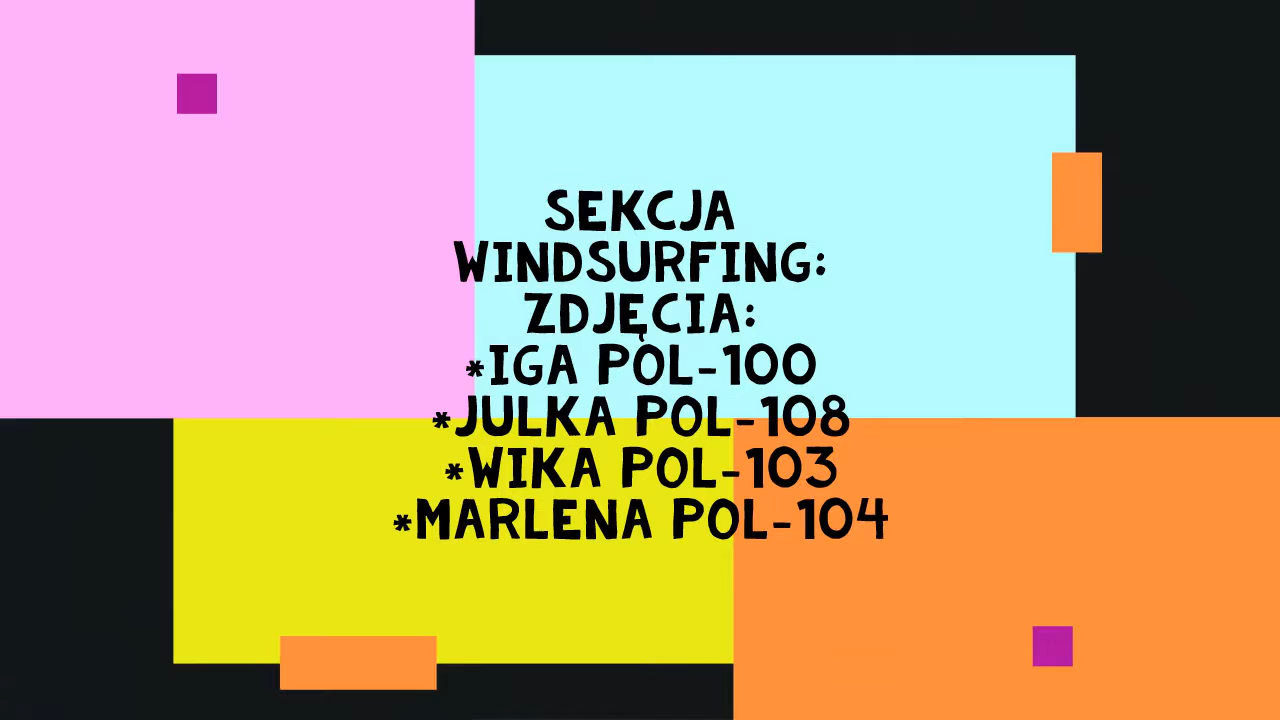 SEKCJA
WINDSURFING:
ZDJĘCIA:
*IGA POL-100
*JULKA POL-108
*WIKA POL-103
*MARLENA POL-104